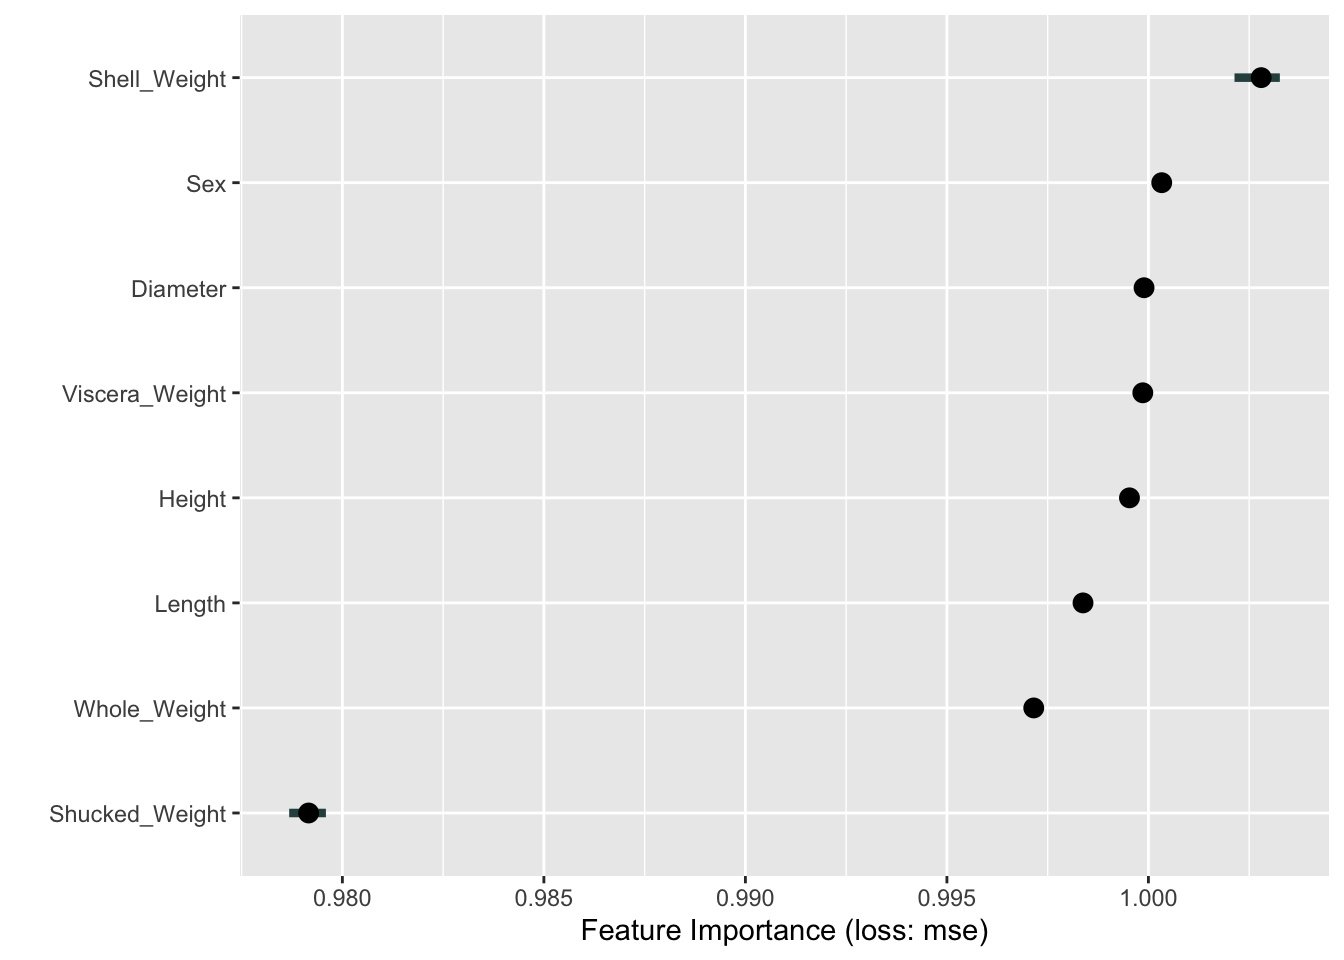 Shell_Weight
Sex
Diameter
Viscera_Weight
Height
Length
Whole_Weight
Shucked_Weight
0.980 0.985 0.990 0.995 1.000
Feature Importance (loss: mse)